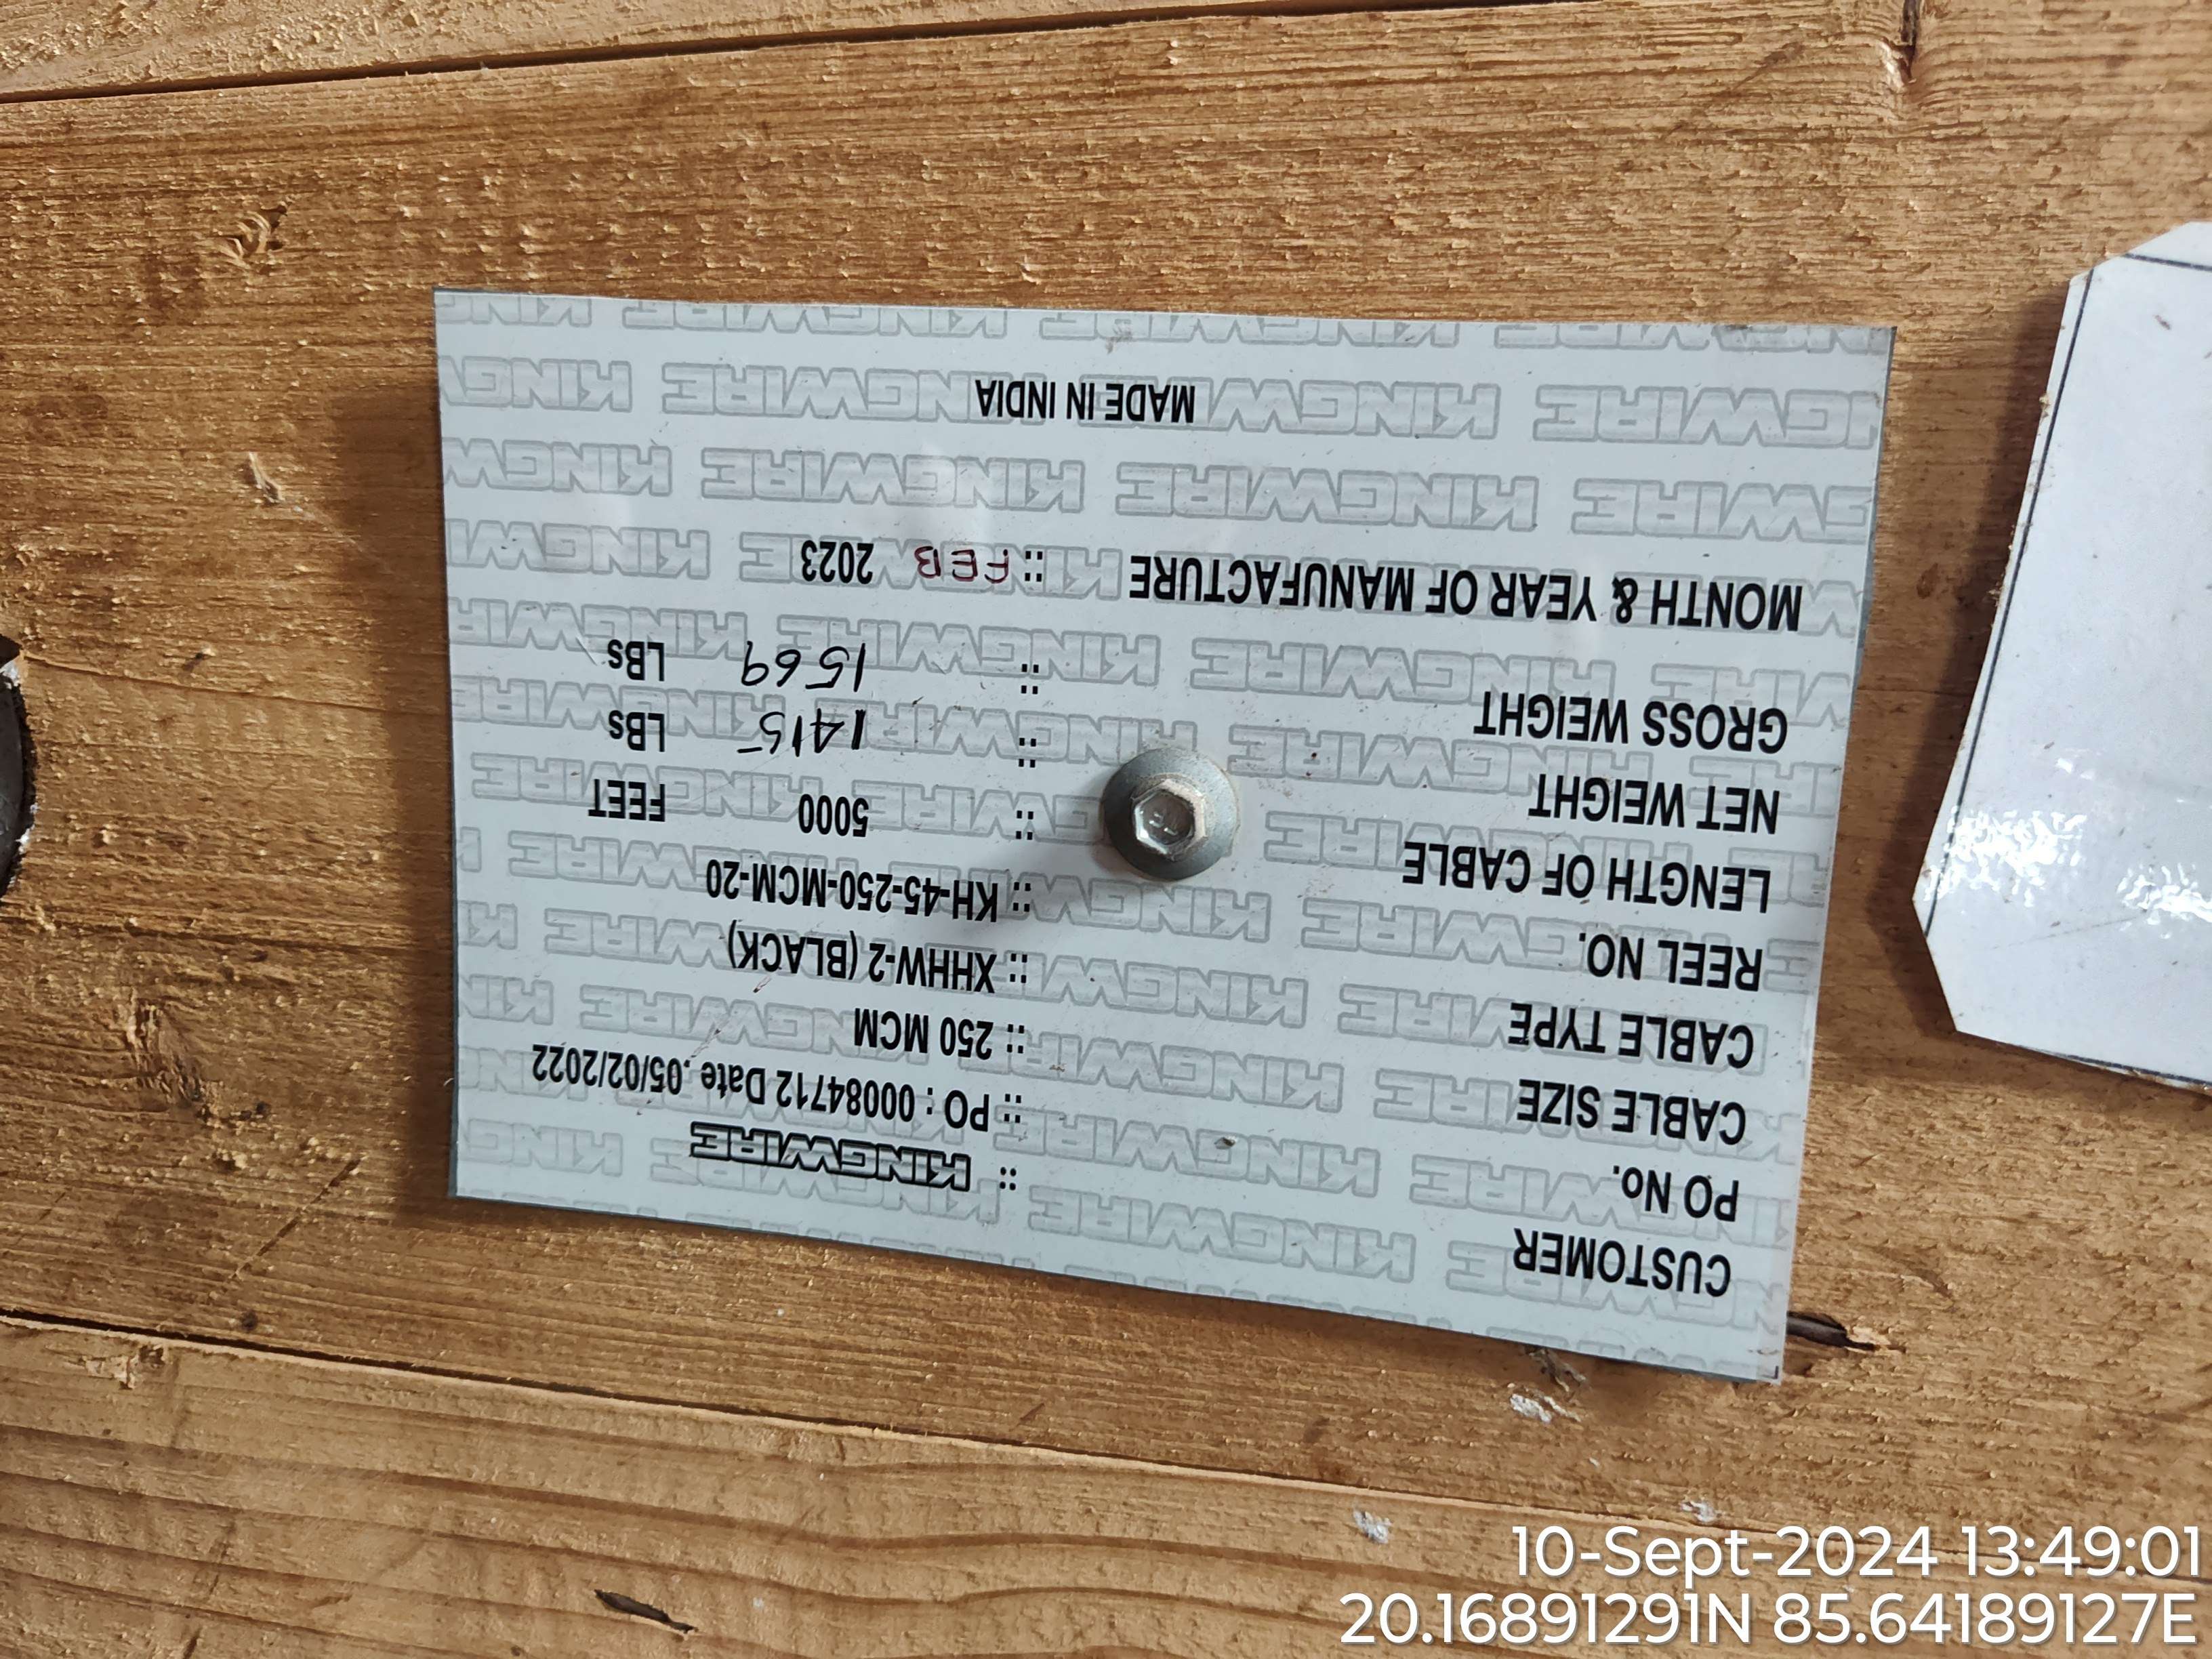 CUSTOMER :: KINGWIRE
PO No. :: PO : 00084712 Date .05/02/2022
CABLE SIZE :: 250 MCM
CABLE TYPE :: XHHW-2 (BLACK)
REEL NO. :: KH-45-250-MCM-20
LENGTH OF CABLE :: 5000 FEET
NET WEIGHT :: 1415 LBs
GROSS WEIGHT :: 1569 LBs
MONTH & YEAR OF MANUFACTURE :: FEB 2023
MADE IN INDIA
10-Sept-2024 13:49:01
20.16891291N 85.64189127E